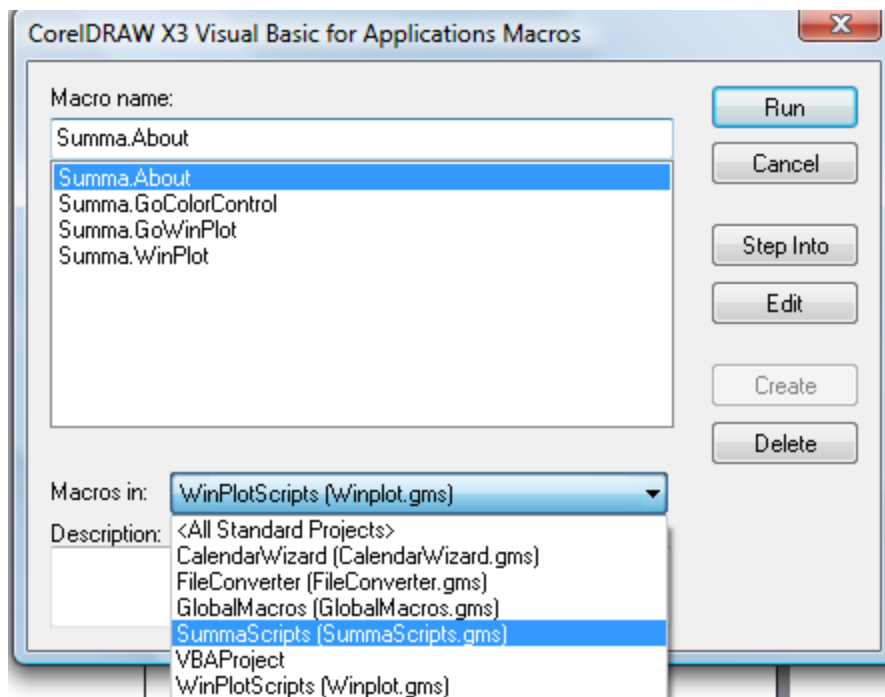 CorelDRAW X3 Visual Basic for Applications Macros
Macro name:
Summa.About
Summa.About
Summa.GoColorControl
Summa.GoWinPlot
Summa.WinPlot
Run
Cancel
Step Into
Edit
Create
Delete
Macros in:
WinPlotScripts (Winplot.gms)
Description:
<All Standard Projects>
CalendarWizard (CalendarWizard.gms)
FileConverter (FileConverter.gms)
GlobalMacros (GlobalMacros.gms)
SummaScripts (SummaScripts.gms)
VBAProject
WinPlotScripts (Winplot.gms)